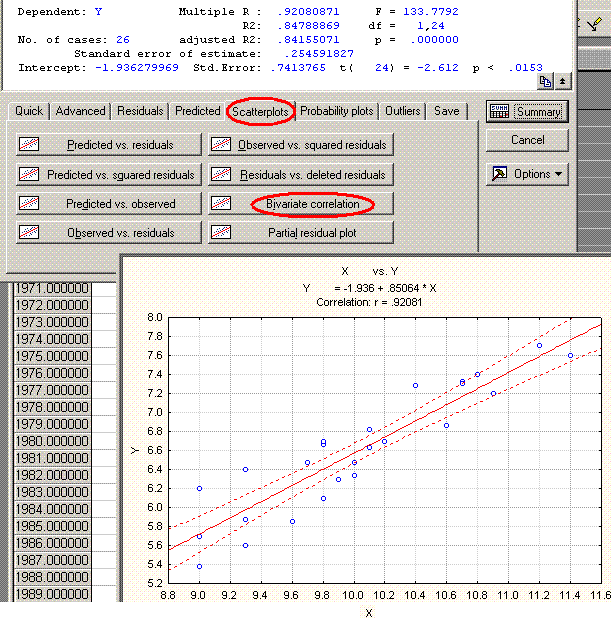 Dependent: Y Multiple R : .92080871 F = 133.7792
R2: .84788869 df = 1,24
No. of cases: 26 adjusted R2: .84155071 p = .000000
Standard error of estimate: .254591827
Intercept: -1.936279969 Std.Error: .7413765 t( 24) = -2.612 p < .0153
Quick Advanced Residuals Predicted Scatterplots Probability plots Outliers Save
Summary
Cancel
Options
Predicted vs. residuals Observed vs. squared residuals
Predicted vs. squared residuals Residuals vs. deleted residuals
Predicted vs. observed Bivariate correlation
Observed vs. residuals Partial residual plot
1971.000000
1972.000000
1973.000000
1974.000000
1975.000000
1976.000000
1977.000000
1978.000000
1979.000000
1980.000000
1981.000000
1982.000000
1983.000000
1984.000000
1985.000000
1986.000000
1987.000000
1988.000000
1989.000000
X vs. Y
Y = -1.936 + .85064 * X
Correlation: r = .92081
8.0
7.8
7.6
7.4
7.2
7.0
6.8
6.6
6.4
6.2
6.0
5.8
5.6
5.4
5.2
Y
8.8 9.0 9.2 9.4 9.6 9.8 10.0 10.2 10.4 10.6 10.8 11.0 11.2 11.4 11.6
X